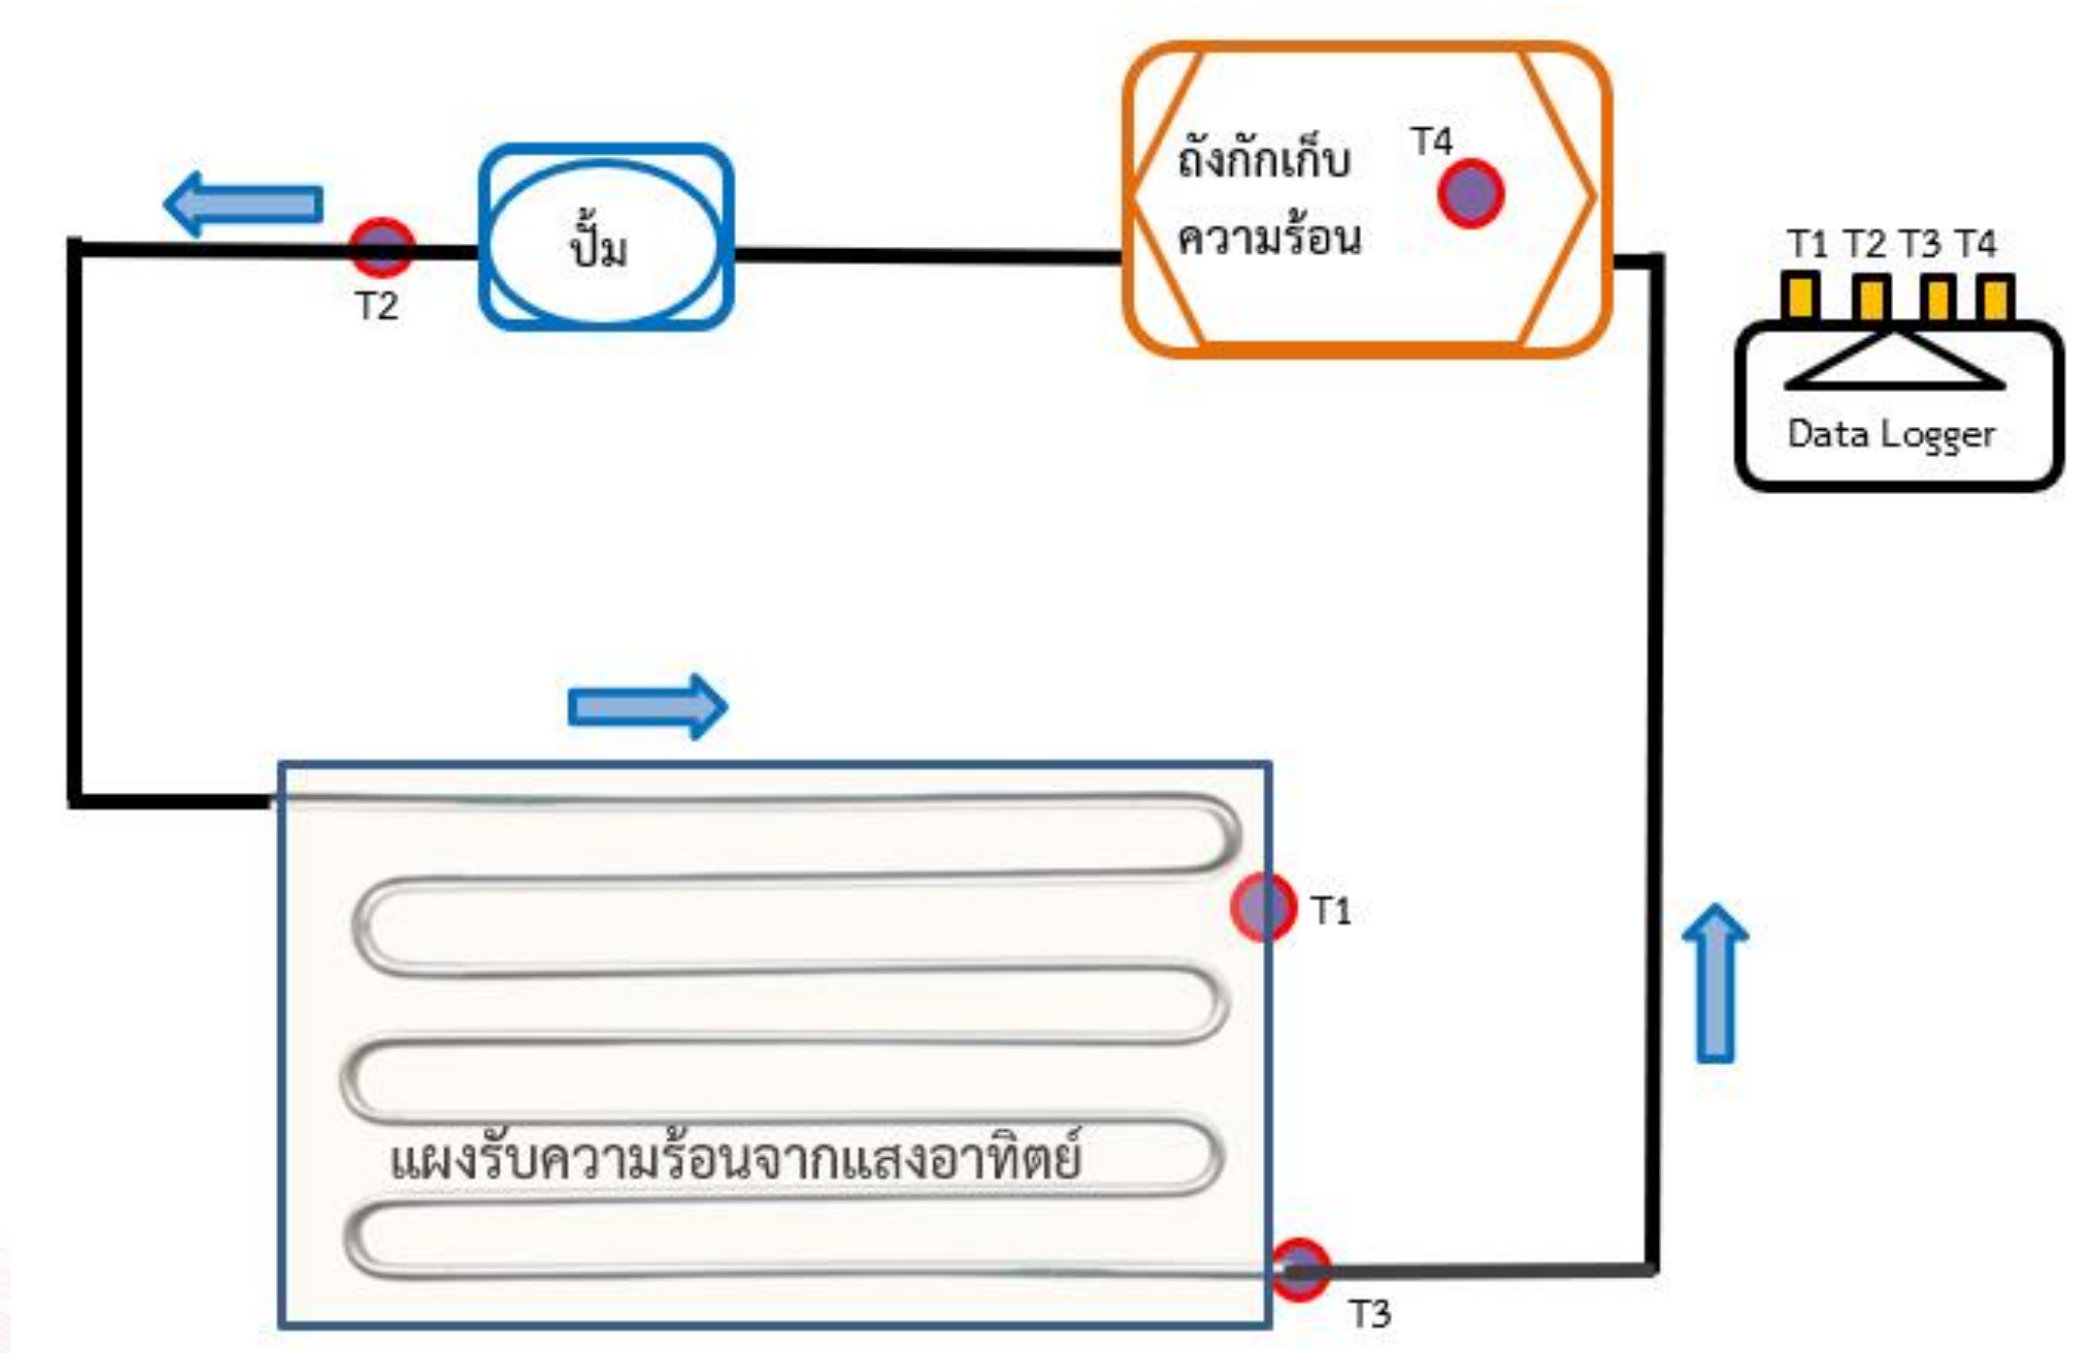 ถังกักเก็บ
ความร้อน
T4
ปั้ม
T2
T1 T2 T3 T4
Data Logger
T1
แผงรับความร้อนจากแสงอาทิตย์
T3